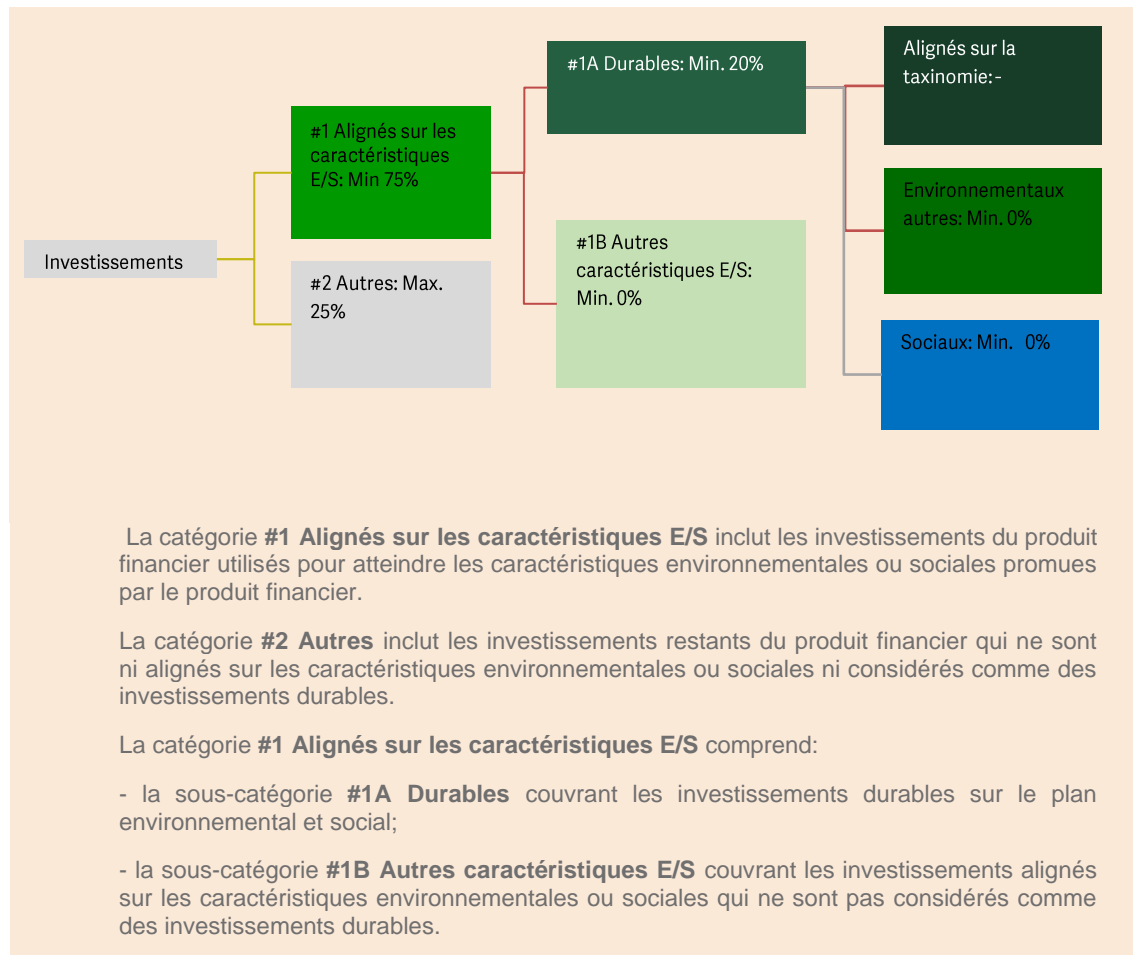 Investissements
#1 Alignés sur les
caractéristiques
E/S: Min 75%
#2 Autres: Max.
25%
#1A Durables: Min. 20%
#1B Autres
caractéristiques E/S:
Min. 0%
Alignés sur la
taxinomie:-
Environnementaux
autres: Min. 0%
Sociaux: Min. 0%
La catégorie #1 Alignés sur les caractéristiques E/S inclut les investissements du produit
financier utilisés pour atteindre les caractéristiques environnementales ou sociales promues
par le produit financier.
La catégorie #2 Autres inclut les investissements restants du produit financier qui ne sont
ni alignés sur les caractéristiques environnementales ou sociales ni considérés comme des
investissements durables.
La catégorie #1 Alignés sur les caractéristiques E/S comprend:
- la sous-catégorie #1A Durables couvrant les investissements durables sur le plan
environnemental et social;
- la sous-catégorie #1B Autres caractéristiques E/S couvrant les investissements alignés
sur les caractéristiques environnementales ou sociales qui ne sont pas considérés comme
des investissements durables.